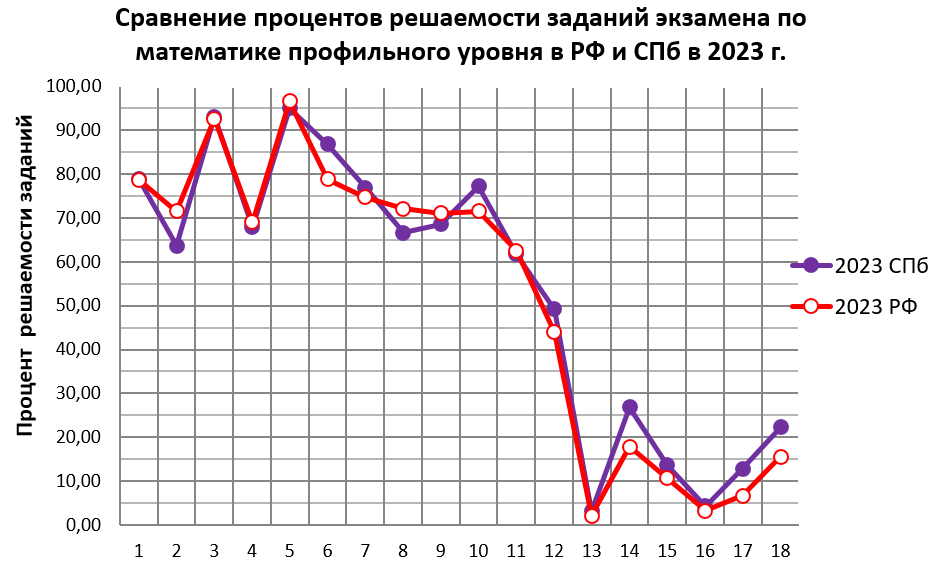 Сравнение процентов решаемости заданий экзамена по
математике профильного уровня в РФ и СПб в 2023 г.
Процент решаемости заданий
100,00
90,00
80,00
70,00
60,00
50,00
40,00
30,00
20,00
10,00
0,00
1 2 3 4 5 6 7 8 9 10 11 12 13 14 15 16 17 18
2023 СПб
2023 РФ